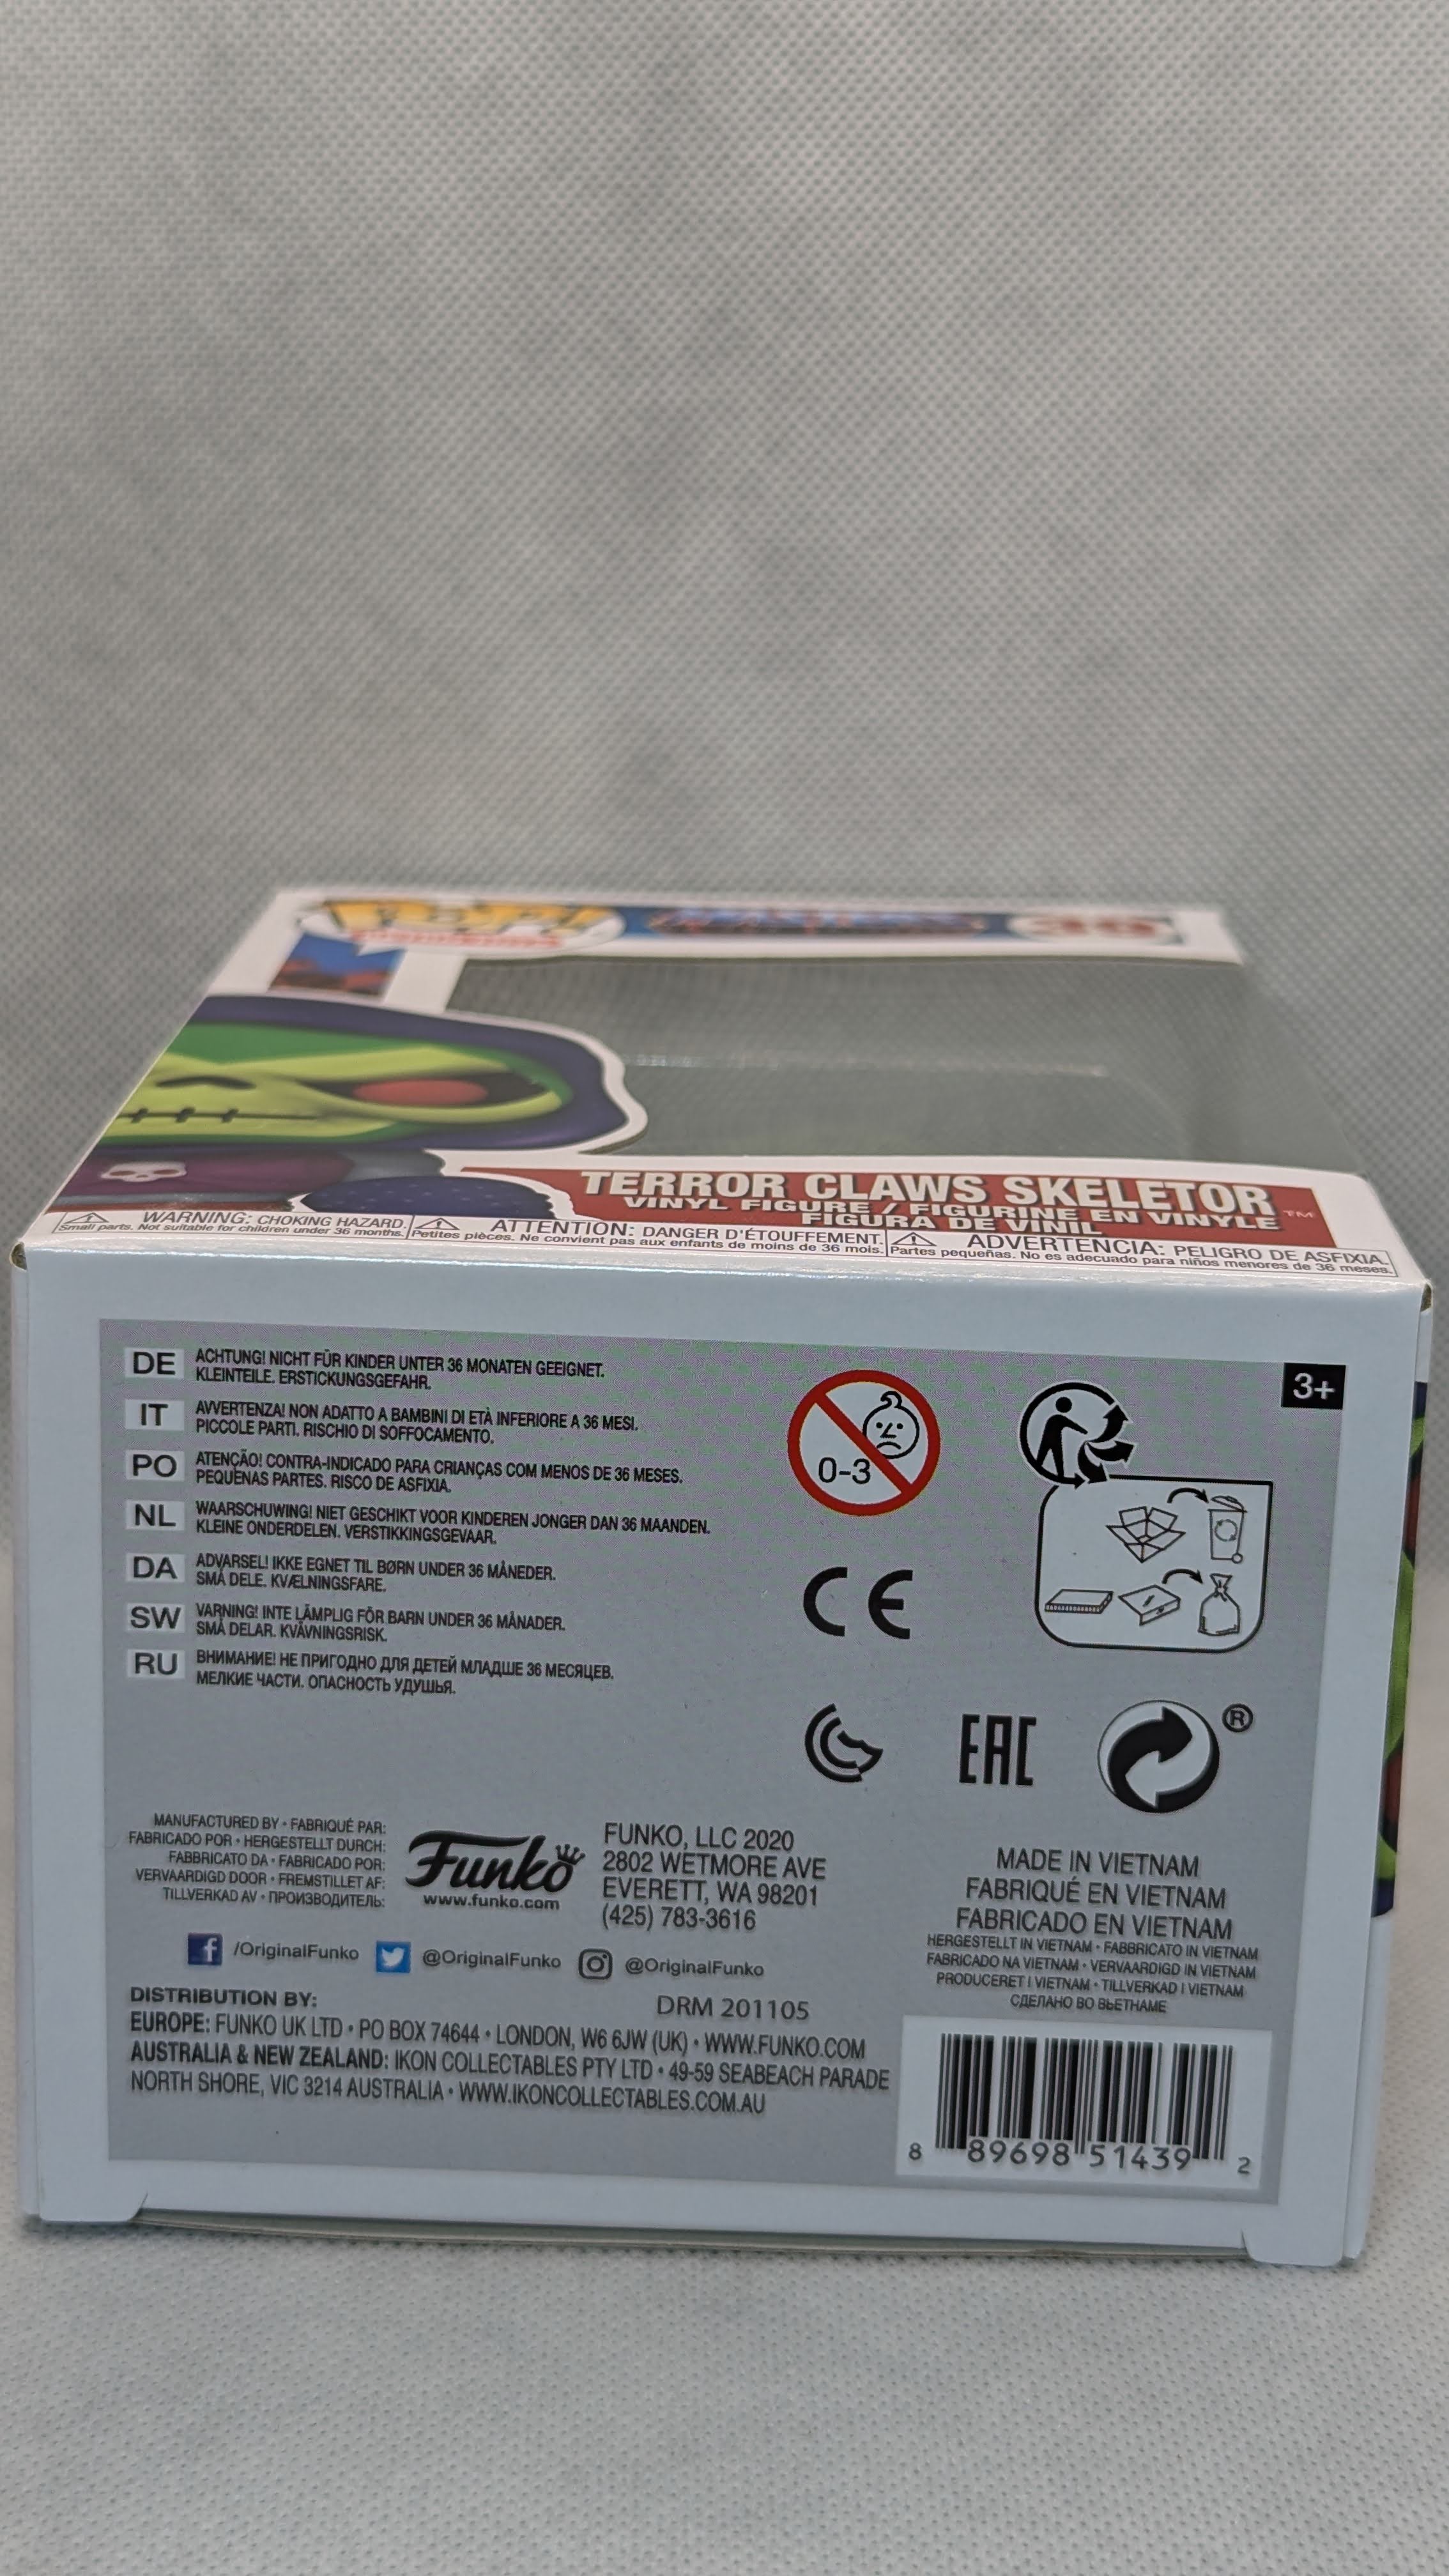 POP!
39
TERROR CLAWS SKELETOR™
VINYL FIGURE / FIGURINE EN VINYLE
FIGURA DE VINIL
WARNING: CHOKING HAZARD.
Small parts. Not suitable for children under 36 months.
ATTENTION: DANGER D'ÉTOUFFEMENT.
Petites pièces. Ne convient pas aux enfants de moins de 36 mois.
ADVERTENCIA: PELIGRO DE ASFIXIA.
Partes pequeñas. No es adecuado para niños menores de 36 meses.
DE ACHTUNG! NICHT FÜR KINDER UNTER 36 MONATEN GEEIGNET.
KLEINTEILE. ERSTICKUNGSGEFAHR.
IT AVVERTENZA! NON ADATTO A BAMBINI DI ETÀ INFERIORE A 36 MESI.
PICCOLE PARTI. RISCHIO DI SOFFOCAMENTO.
PO ATENÇÃO! CONTRA-INDICADO PARA CRIANÇAS COM MENOS DE 36 MESES.
PEQUENAS PARTES. RISCO DE ASFIXIA.
NL WAARSCHUWING! NIET GESCHIKT VOOR KINDEREN JONGER DAN 36 MAANDEN.
KLEINE ONDERDELEN. VERSTIKKINGSGEVAAR.
DA ADVARSEL! IKKE EGNET TIL BØRN UNDER 36 MÅNEDER.
SMÅ DELE. KVÆLNINGSFARE.
SW VARNING! INTE LÄMPLIG FÖR BARN UNDER 36 MÅNADER.
SMÅ DELAR. KVÄVNINGSRISK.
RU ВНИМАНИЕ! НЕ ПРИГОДНО ДЛЯ ДЕТЕЙ МЛАДШЕ 36 МЕСЯЦЕВ.
МЕЛКИЕ ЧАСТИ. ОПАСНОСТЬ УДУШЬЯ.
0-3
3+
CE
EAC
®
MANUFACTURED BY • FABRIQUÉ PAR:
FABRICADO POR • HERGESTELLT DURCH:
FABBRICATO DA • FABRICADO POR:
VERVAARDIGD DOOR • FREMSTILLET AF:
TILLVERKAD AV • ПРОИЗВОДИТЕЛЬ:
Funko
www.funko.com
FUNKO, LLC 2020
2802 WETMORE AVE
EVERETT, WA 98201
(425) 783-3616
/OriginalFunko @OriginalFunko @OriginalFunko
DRM 201105
DISTRIBUTION BY:
EUROPE: FUNKO UK LTD • PO BOX 74644 • LONDON, W6 6JW (UK) • WWW.FUNKO.COM
AUSTRALIA & NEW ZEALAND: IKON COLLECTABLES PTY LTD • 49-59 SEABEACH PARADE
NORTH SHORE, VIC 3214 AUSTRALIA • WWW.IKONCOLLECTABLES.COM.AU
MADE IN VIETNAM
FABRIQUÉ EN VIETNAM
FABRICADO EN VIETNAM
HERGESTELLT IN VIETNAM • FABBRICATO IN VIETNAM
FABRICADO NA VIETNAM • VERVAARDIGD IN VIETNAM
PRODUCERET I VIETNAM • TILLVERKAD I VIETNAM
СДЕЛАНО ВО ВЬЕТНАМЕ
8 89698 51439 2